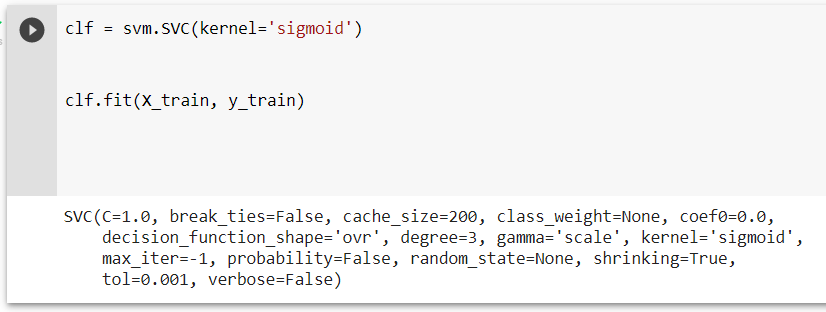 clf = svm.SVC(kernel='sigmoid')
clf.fit(X_train, y_train)
SVC(C=1.0, break_ties=False, cache_size=200, class_weight=None, coef0=0.0,
decision_function_shape='ovr', degree=3, gamma='scale', kernel='sigmoid',
max_iter=-1, probability=False, random_state=None, shrinking=True,
tol=0.001, verbose=False)